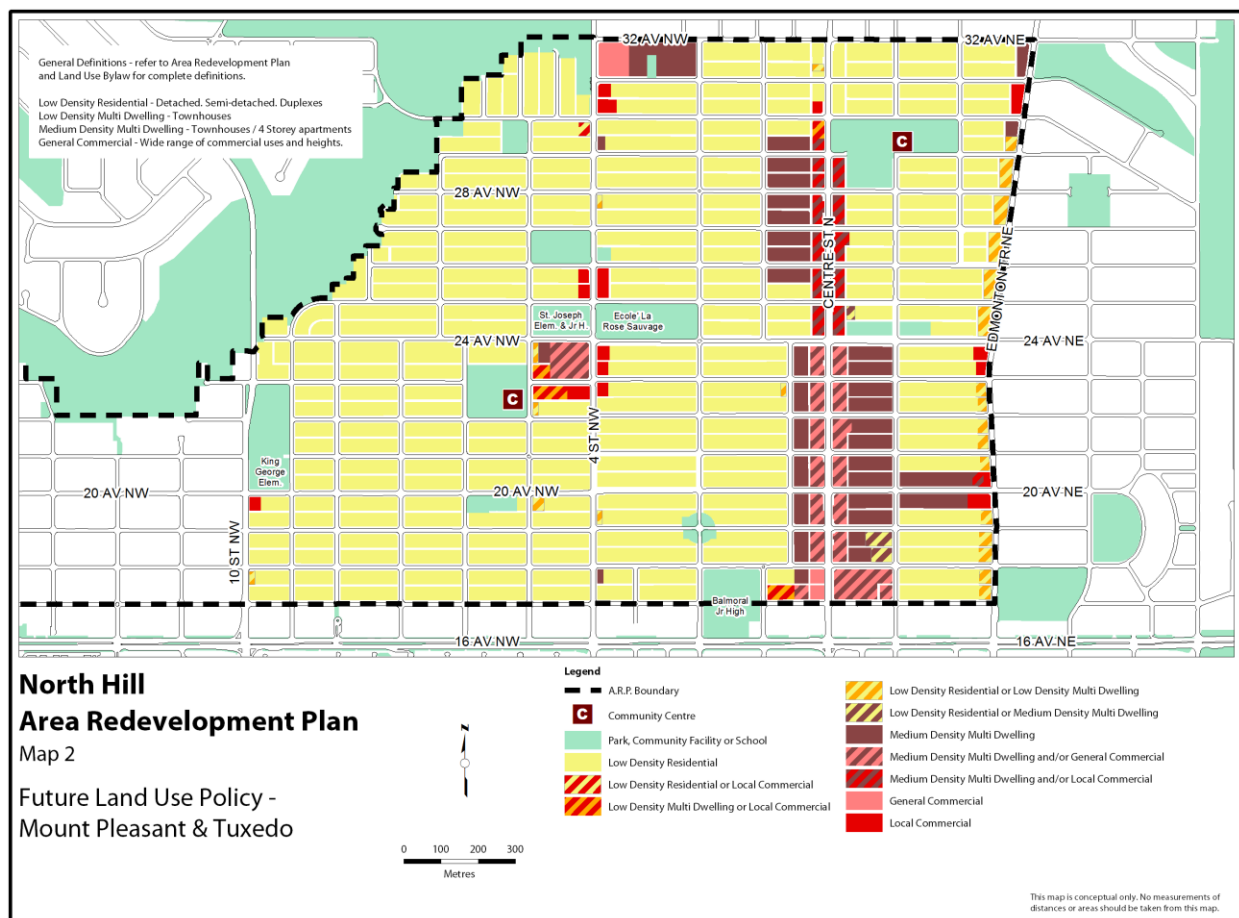 General Definitions - refer to Area Redevelopment Plan
and Land Use Bylaw for complete definitions.
Low Density Residential - Detached. Semi-detached. Duplexes
Low Density Multi Dwelling - Townhouses
Medium Density Multi Dwelling - Townhouses / 4 Storey apartments
General Commercial - Wide range of commercial uses and heights.
32 AV NW
32 AV NE
C
28 AV NW
CENTRE ST N
EDMONTON TR NE
St. Joseph
Elem. & Jr H.
Ecole' La
Rose Sauvage
24 AV NW
24 AV NE
C
4 ST NW
King
George
Elem.
20 AV NW
20 AV NW
20 AV NE
10 ST NW
Balmoral
Jr High
16 AV NW
16 AV NE
North Hill
Area Redevelopment Plan
Map 2
Future Land Use Policy -
Mount Pleasant & Tuxedo
N
0 100 200 300
Metres
Legend
A.R.P. Boundary
C Community Centre
Park, Community Facility or School
Low Density Residential
Low Density Residential or Local Commercial
Low Density Multi Dwelling or Local Commercial
Low Density Residential or Low Density Multi Dwelling
Low Density Residential or Medium Density Multi Dwelling
Medium Density Multi Dwelling
Medium Density Multi Dwelling and/or General Commercial
Medium Density Multi Dwelling and/or Local Commercial
General Commercial
Local Commercial
This map is conceptual only. No measurements of
distances or areas should be taken from this map.